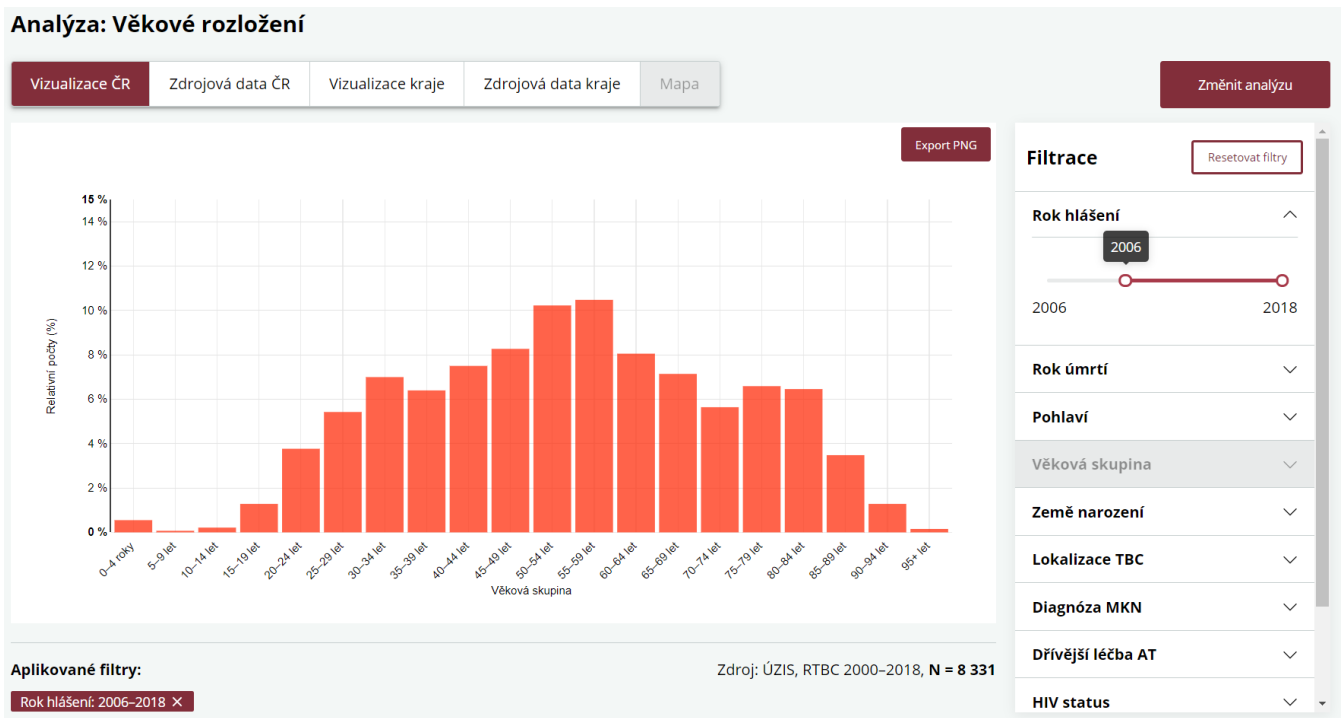 Analýza: Věkové rozložení
Vizualizace ČR
Zdrojová data ČR
Vizualizace kraje
Zdrojová data kraje
Mapa
Změnit analýzu
Export PNG
15 %
14 %
12 %
10 %
8 %
6 %
4 %
2 %
0 %
Relativní počty (%)
0–4 roky
5–9 let
10–14 let
15–19 let
20–24 let
25–29 let
30–34 let
35–39 let
40–44 let
45–49 let
50–54 let
55–59 let
60–64 let
65–69 let
70–74 let
75–79 let
80–84 let
85–89 let
90–94 let
95+ let
Věková skupina
Aplikované filtry:
Zdroj: ÚZIS, RTBC 2000–2018, N = 8 331
Rok hlášení: 2006–2018 ✕
Filtrace
Resetovat filtry
Rok hlášení
2006
2006
2018
Rok úmrtí
Pohlaví
Věková skupina
Země narození
Lokalizace TBC
Diagnóza MKN
Dřívější léčba AT
HIV status